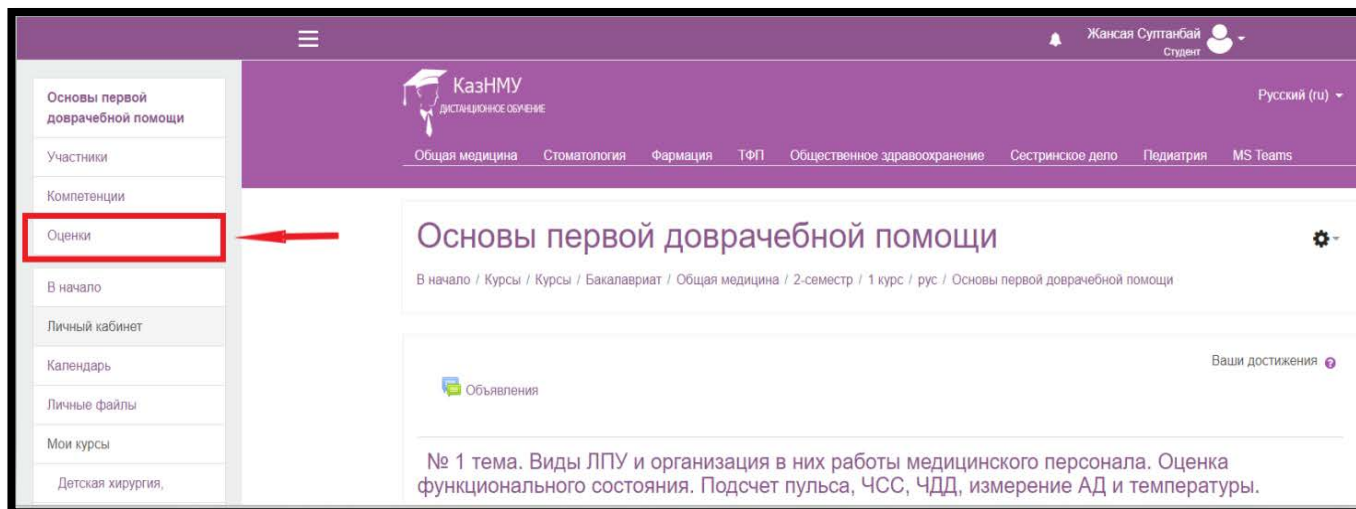 Жансая Султанбай
Студент
Основы первой
доврачебной помощи
Участники
Компетенции
Оценки
В начало
Личный кабинет
Календарь
Личные файлы
Мои курсы
Детская хирургия,
КазНМУ
ДИСТАНЦИОННОЕ ОБУЧЕНИЕ
Русский (ru)
Общая медицина Стоматология Фармация ТФП Общественное здравоохранение Сестринское дело Педиатрия MS Teams
Основы первой доврачебной помощи
В начало / Курсы / Курсы / Бакалавриат / Общая медицина / 2-семестр / 1 курс / рус / Основы первой доврачебной помощи
Ваши достижения
Объявления
№ 1 тема. Виды ЛПУ и организация в них работы медицинского персонала. Оценка
функционального состояния. Подсчет пульса, ЧСС, ЧДД, измерение АД и температуры.